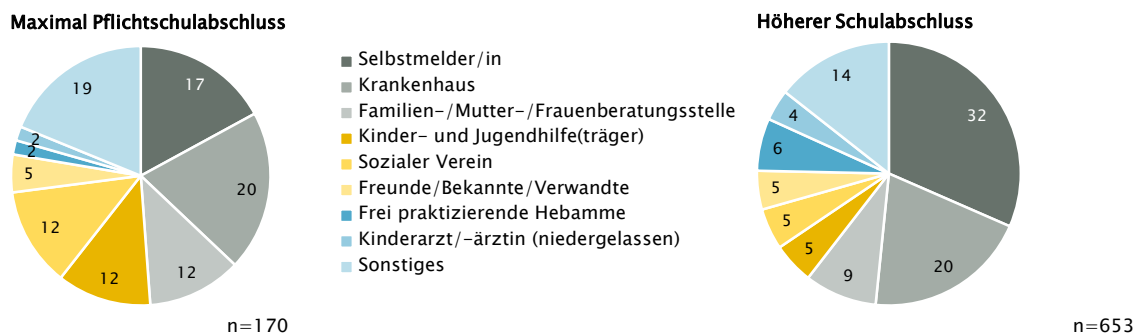 Maximal Pflichtschulabschluss
17
20
12
12
12
5
2
2
19
n=170
Selbstmelder/in
Krankenhaus
Familien-/Mutter-/Frauenberatungsstelle
Kinder- und Jugendhilfe(träger)
Sozialer Verein
Freunde/Bekannte/Verwandte
Frei praktizierende Hebamme
Kinderarzt/-ärztin (niedergelassen)
Sonstiges
Höherer Schulabschluss
32
20
9
5
5
5
6
4
14
n=653